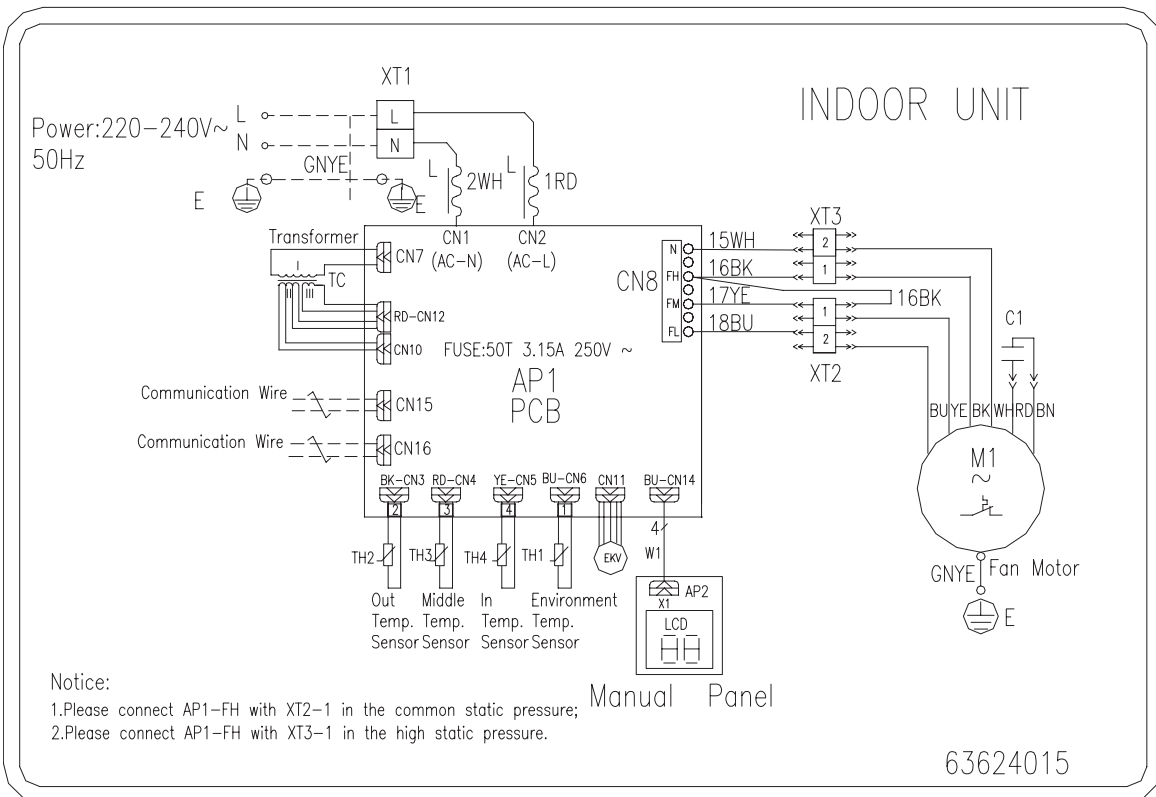 INDOOR UNIT
XT1
Power:220-240V~
50Hz
L
N
L
N
GNYE
E
E
L
2WH
L
1RD
Transformer
I
II
III
TC
CN7
CN1
(AC-N)
CN2
(AC-L)
RD-CN12
CN10
FUSE:50T 3.15A 250V ~
AP1
PCB
CN8
N
FH
FM
FL
15WH
16BK
17YE
18BU
XT3
2
1
16BK
1
2
XT2
C1
BU YE BK WH RD BN
M1
~
GNYE
Fan Motor
E
Communication Wire
CN15
Communication Wire
CN16
BK-CN3 RD-CN4 YE-CN5 BU-CN6 CN11 BU-CN14
2 3 4 1
4
W1
TH2 TH3 TH4 TH1 EKV
Out Middle In Environment
Temp. Temp. Temp. Temp.
Sensor Sensor Sensor Sensor
X1
AP2
LCD
88
Manual Panel
Notice:
1.Please connect AP1-FH with XT2-1 in the common static pressure;
2.Please connect AP1-FH with XT3-1 in the high static pressure.
63624015